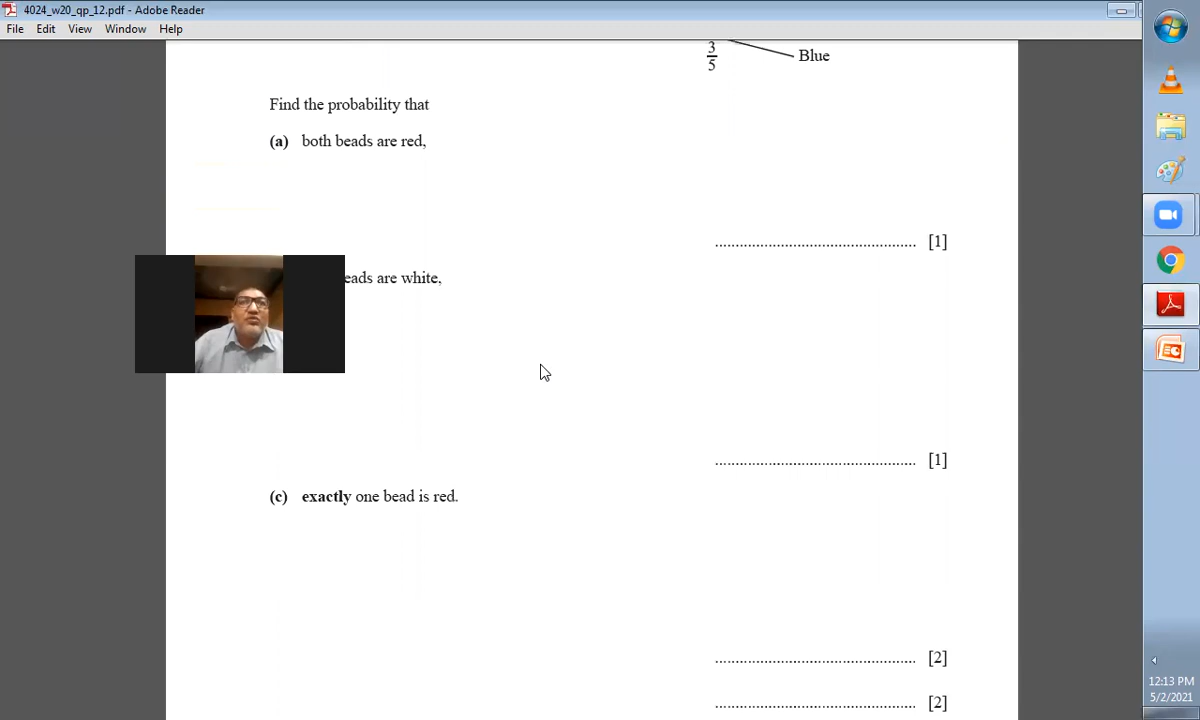 4024_w20_qp_12.pdf - Adobe Reader
File Edit View Window Help
3
5
Blue
Find the probability that
(a) both beads are red,
.................................................. [1]
eads are white,
.................................................. [1]
(c) exactly one bead is red.
.................................................. [2]
.................................................. [2]
12:13 PM
5/2/2021